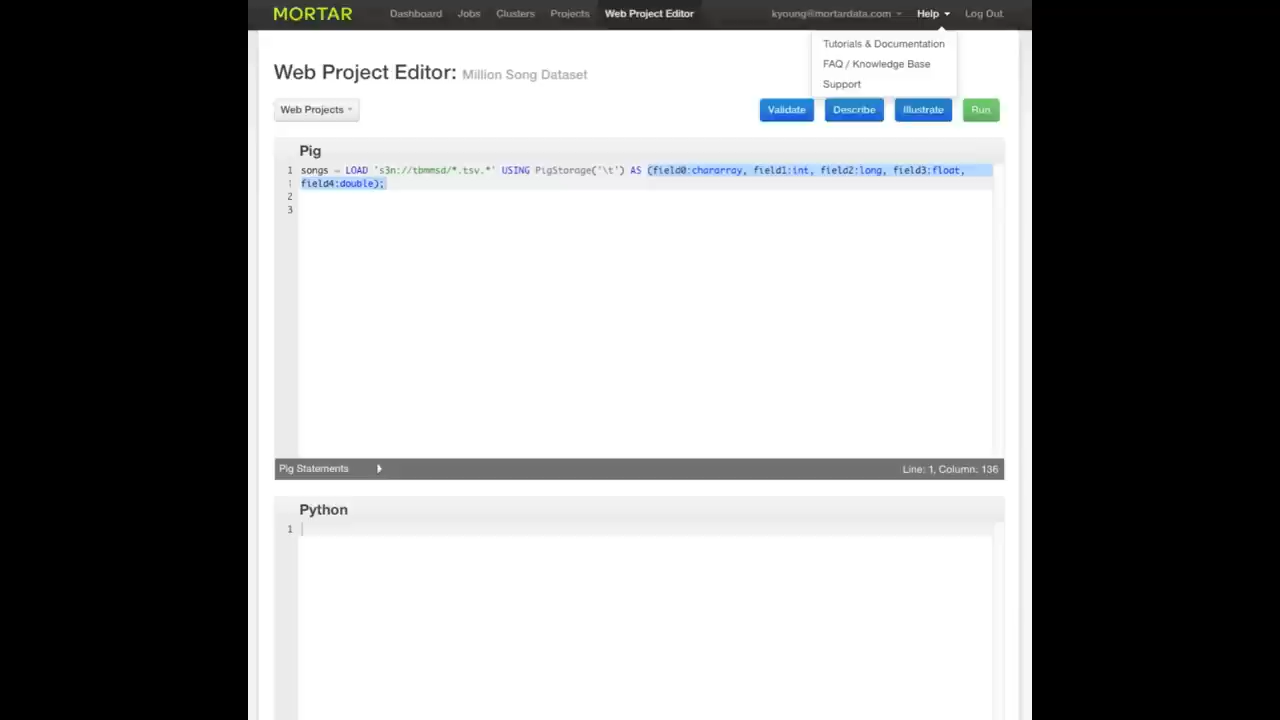 MORTAR Dashboard Jobs Clusters Projects Web Project Editor kyoung@mortardata.com Help Log Out
Tutorials & Documentation
FAQ / Knowledge Base
Support
Web Project Editor: Million Song Dataset
Web Projects Validate Describe Illustrate Run
Pig
1 songs = LOAD 's3n://tbmmsd/*.tsv.*' USING PigStorage('\t') AS (field0:chararray, field1:int, field2:long, field3:float,
field4:double);
2
3
Pig Statements Line: 1, Column: 136
Python
1